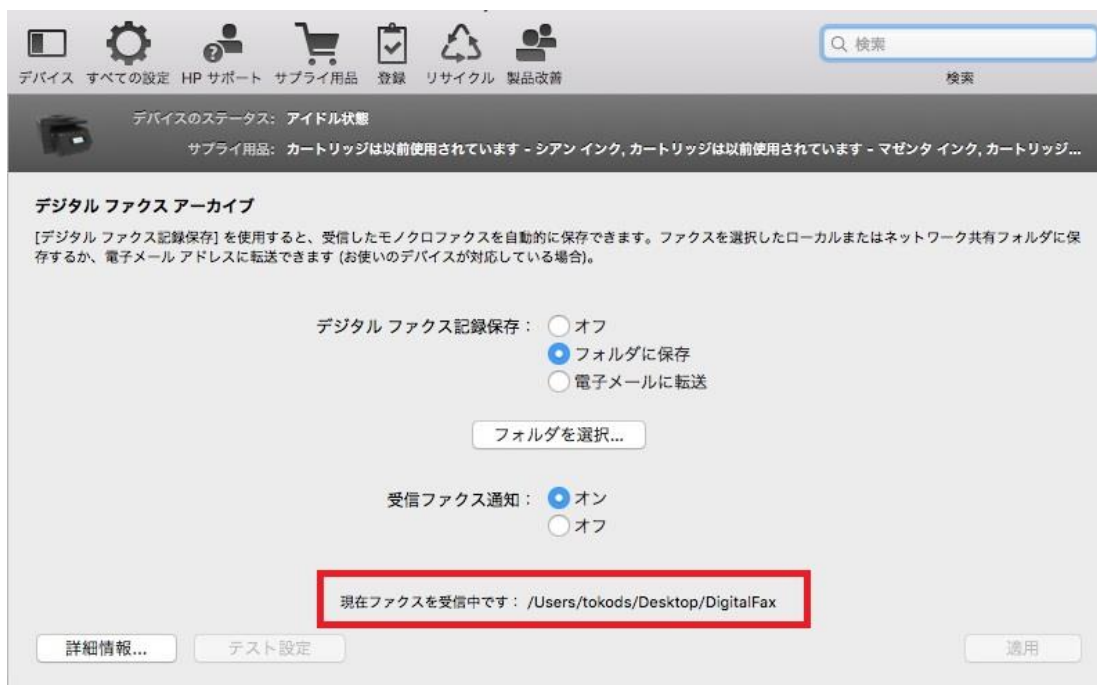 デバイス すべての設定 HP サポート サプライ用品 登録 リサイクル 製品改善
検索
検索
デバイスのステータス: アイドル状態
サプライ用品: カートリッジは以前使用されています - シアン インク, カートリッジは以前使用されています - マゼンタ インク, カートリッジ...
デジタル ファクス アーカイブ
[デジタル ファクス記録保存] を使用すると、受信したモノクロファクスを自動的に保存できます。ファクスを選択したローカルまたはネットワーク共有フォルダに保
存するか、電子メール アドレスに転送できます (お使いのデバイスが対応している場合)。
デジタル ファクス記録保存： オフ
フォルダに保存
電子メールに転送
フォルダを選択...
受信ファクス通知： オン
オフ
現在ファクスを受信中です： /Users/tokods/Desktop/DigitalFax
詳細情報... テスト設定 適用